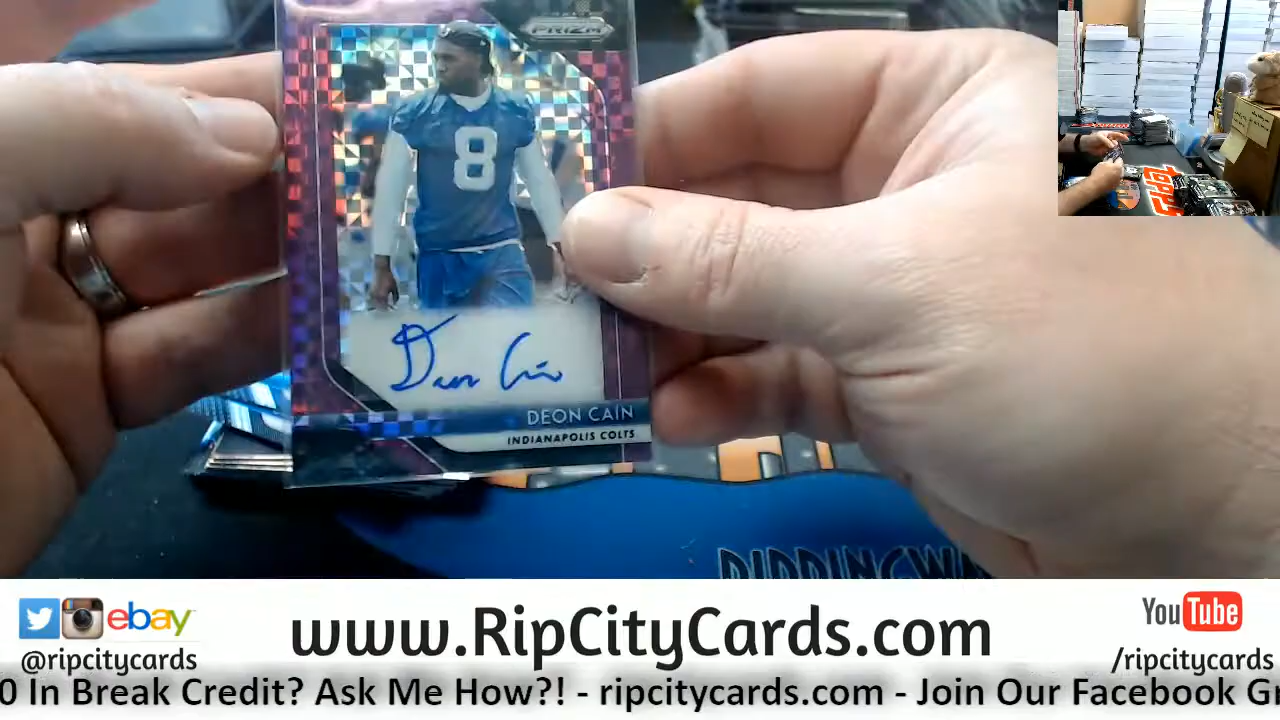 PRIZM
8
Deon Cain
DEON CAIN
INDIANAPOLIS COLTS
TOPPS
ebay
@ripcitycards
www.RipCityCards.com
YouTube
/ripcitycards
0 In Break Credit? Ask Me How?! - ripcitycards.com - Join Our Facebook Gr